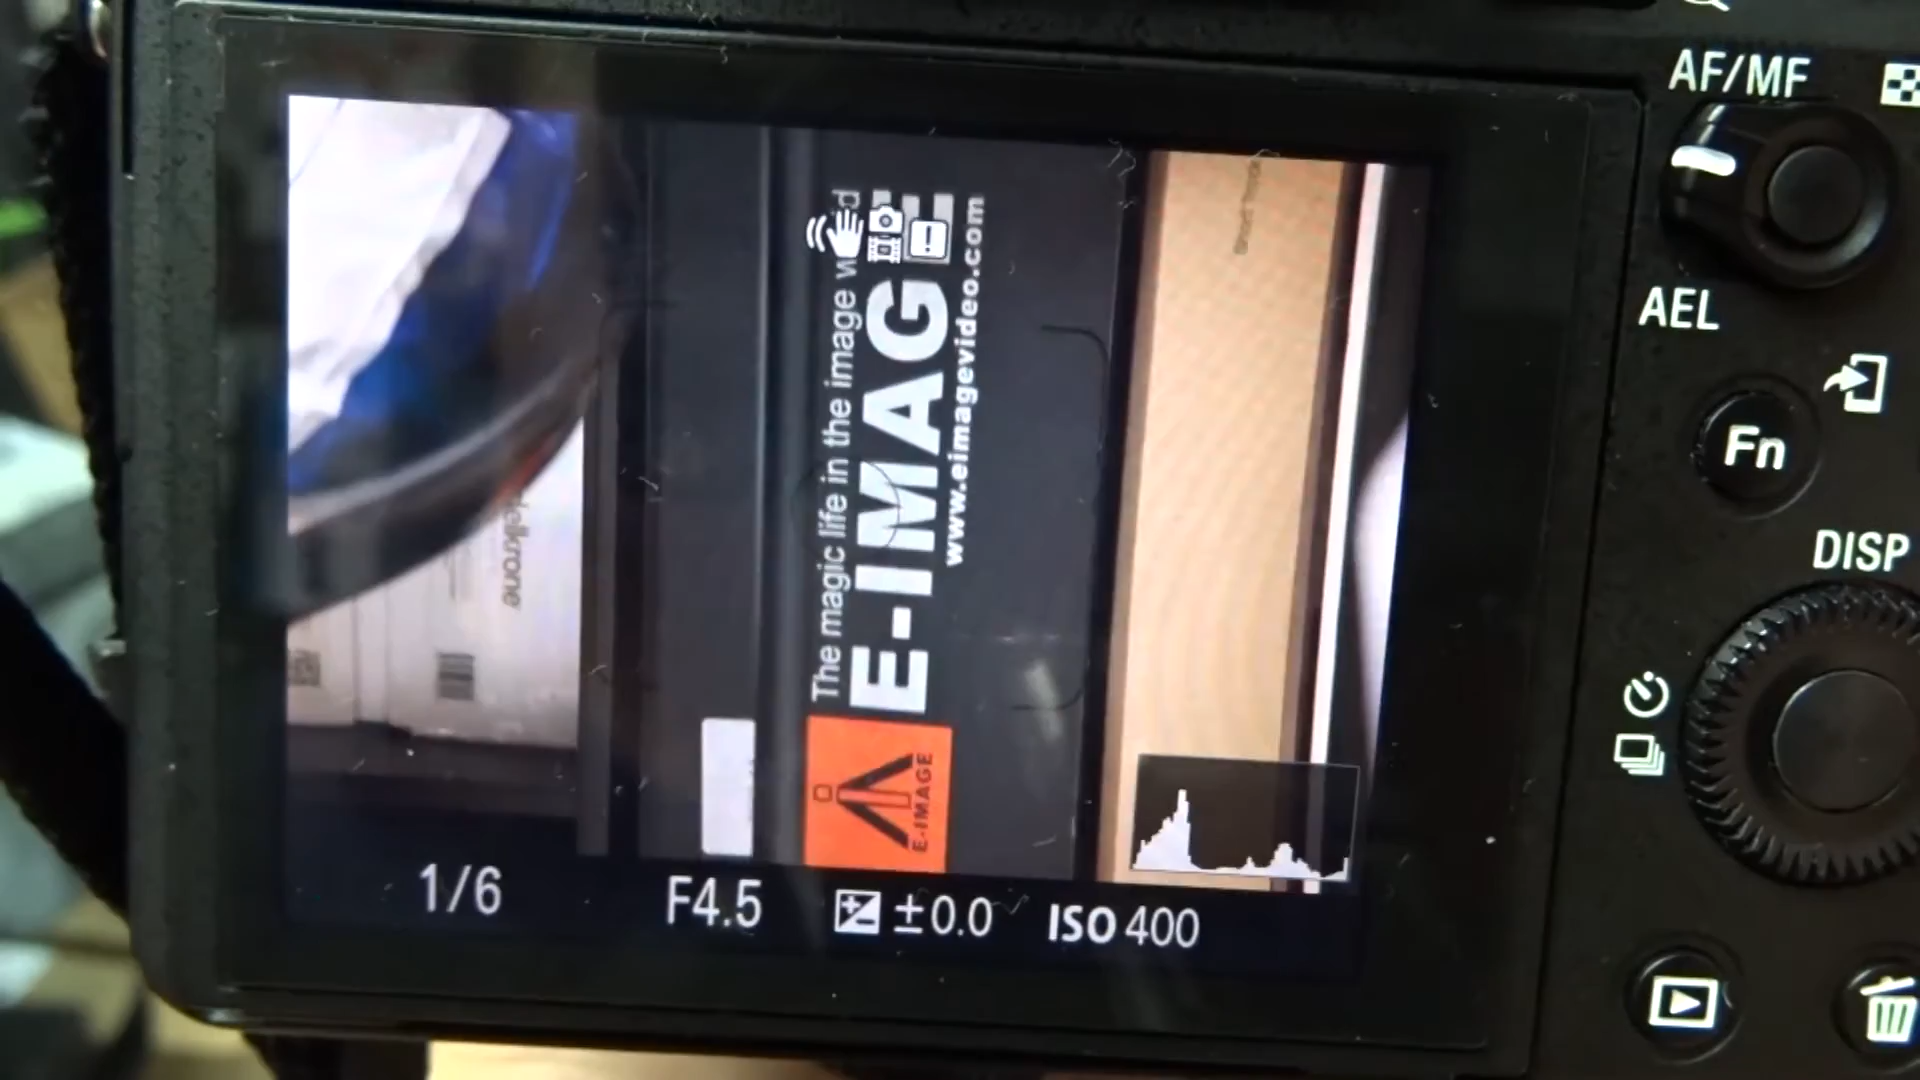 AF/MF
AEL
Fn
DISP
The magic life in the image w
E-IMAGE
www.eimagevideo.com
E-IMAGE
delkrone
1/6
F4.5
±0.0
ISO 400